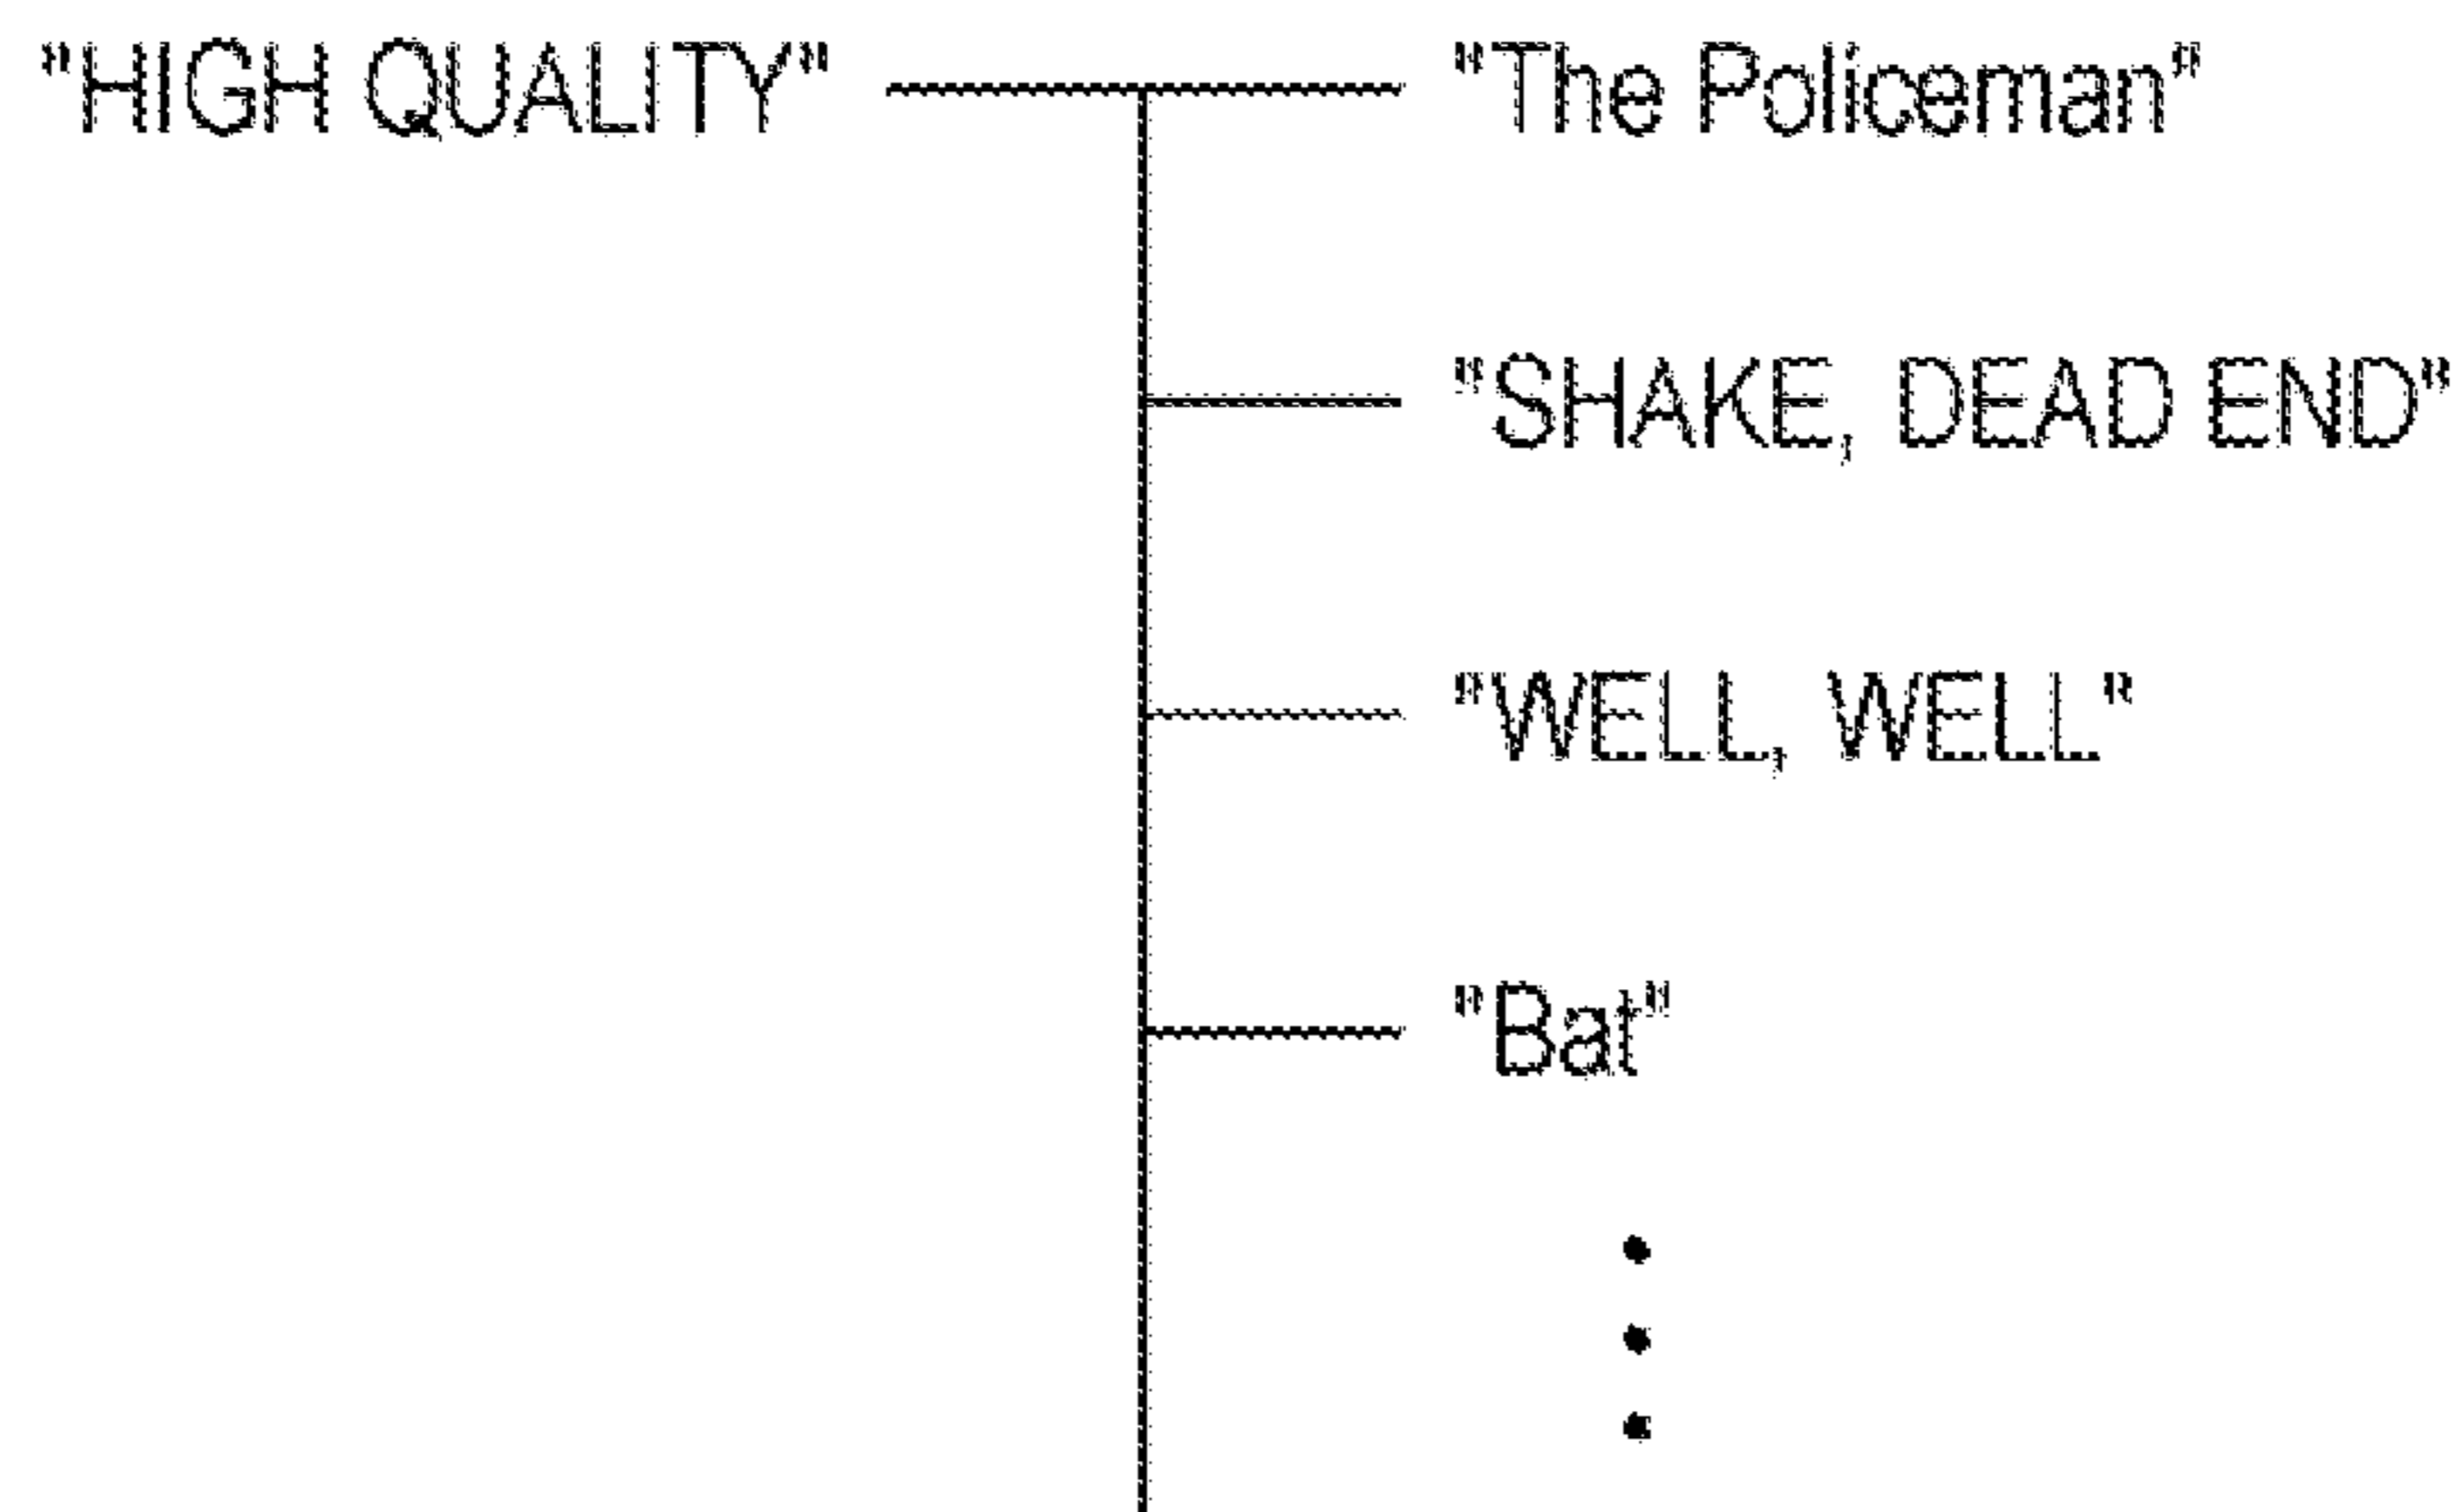 "HIGH QUALITY" "The Policeman"
"SHAKE, DEAD END"
"WELL, WELL"
"Bat"